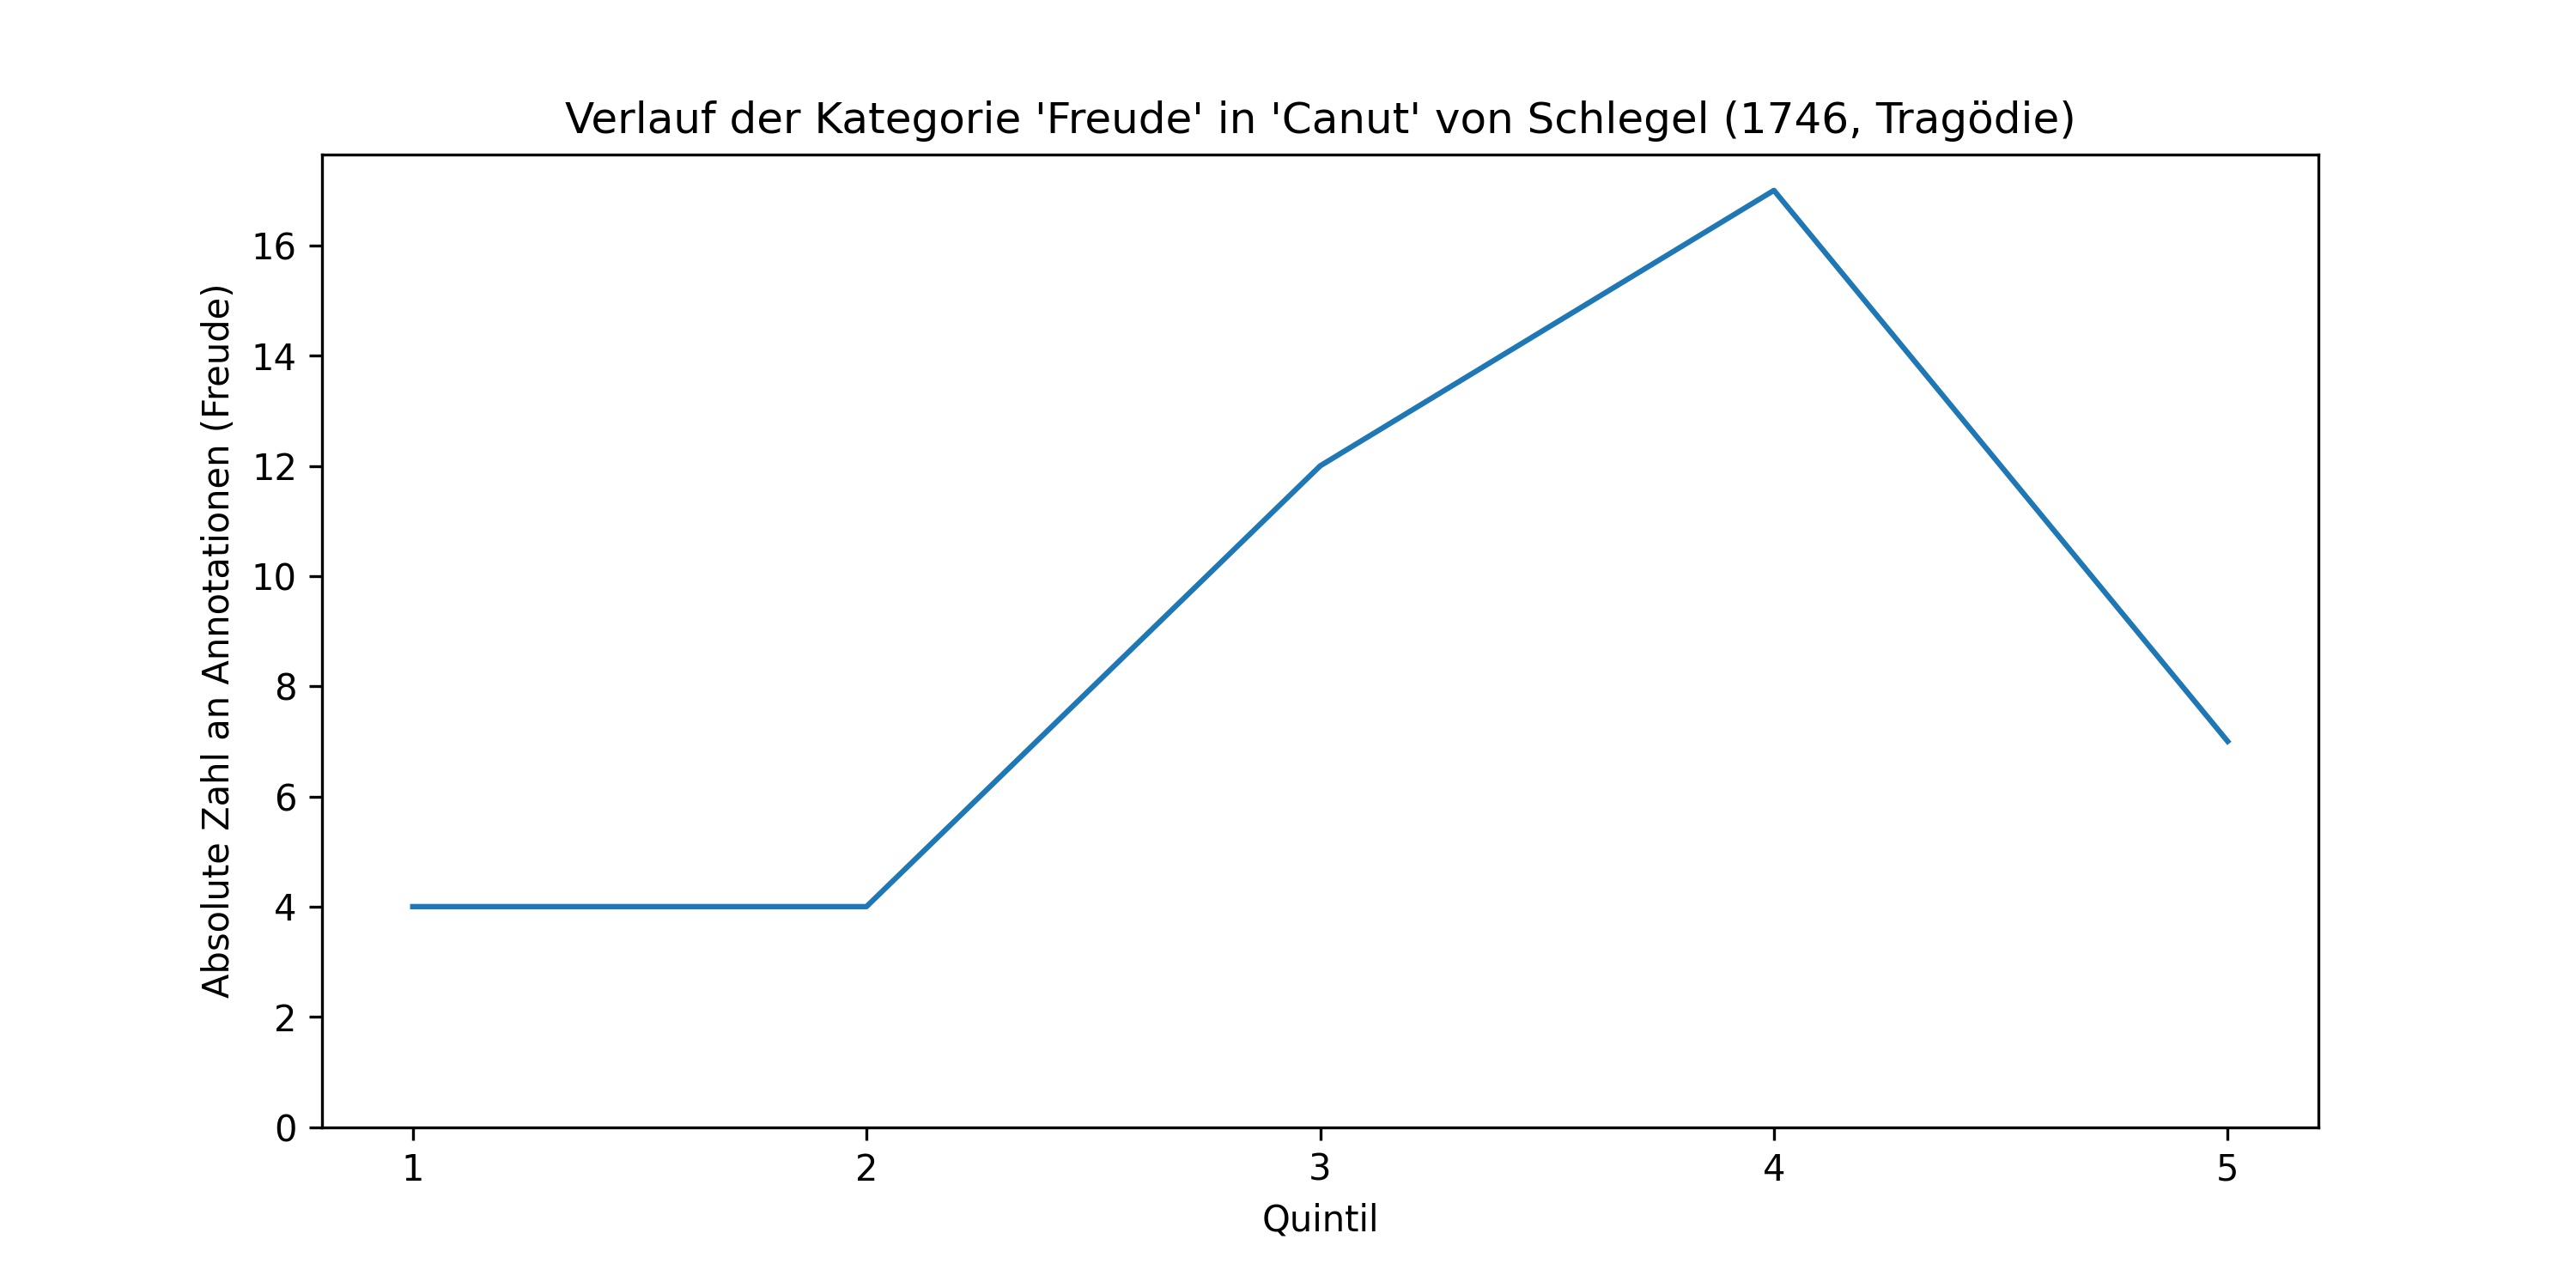 Verlauf der Kategorie 'Freude' in 'Canut' von Schlegel (1746, Tragödie)
Absolute Zahl an Annotationen (Freude)
16
14
12
10
8
6
4
2
0
1 2 3 4 5
Quintil